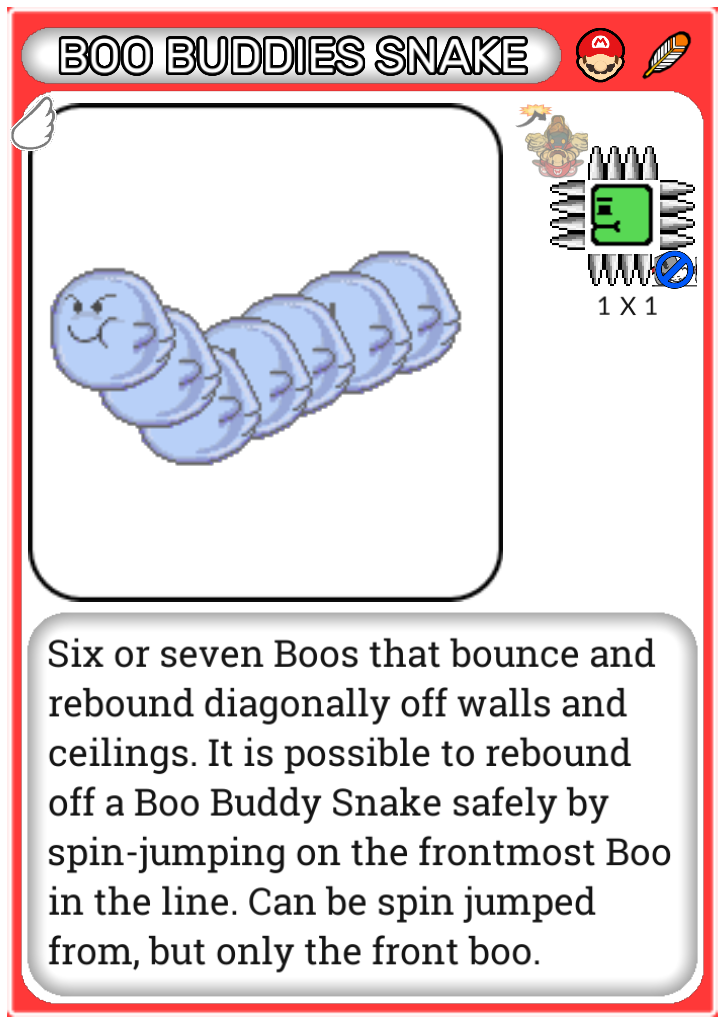 BOO BUDDIES SNAKE
M
1 X 1
Six or seven Boos that bounce and
rebound diagonally off walls and
ceilings. It is possible to rebound
off a Boo Buddy Snake safely by
spin-jumping on the frontmost Boo
in the line. Can be spin jumped
from, but only the front boo.